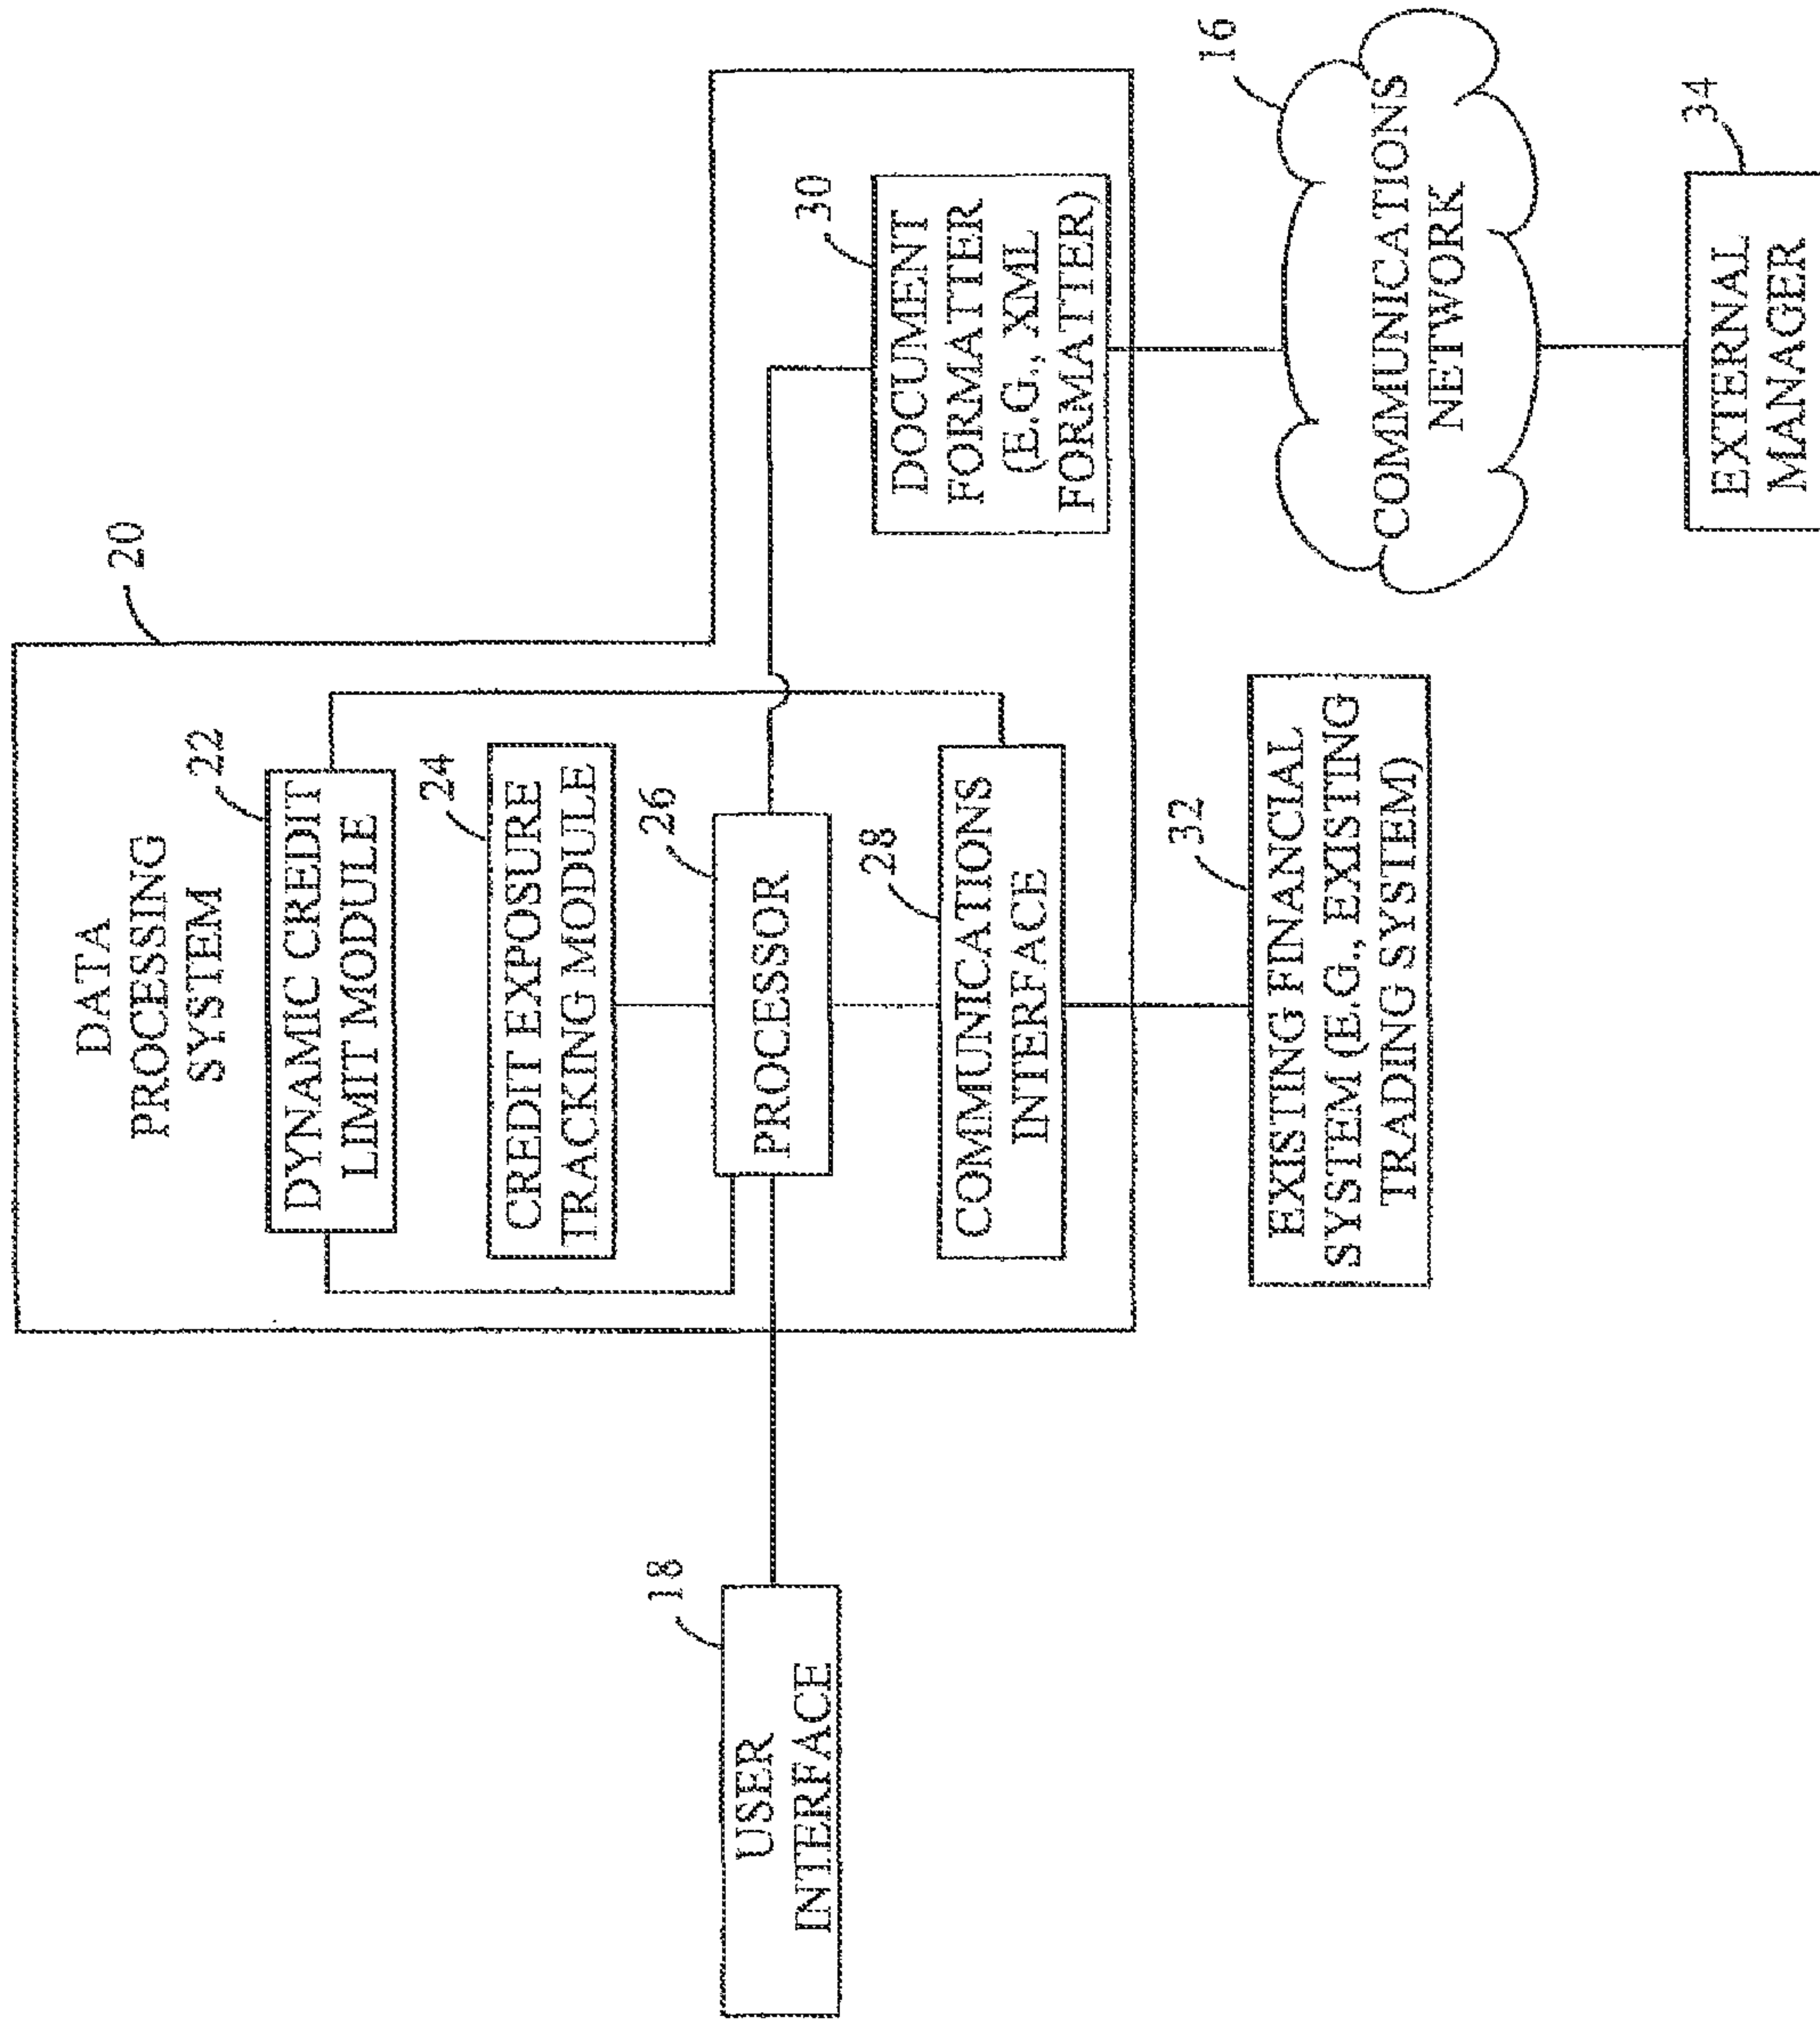 20
DATA
PROCESSING
SYSTEM
22
DYNAMIC CREDIT
LIMIT MODULE
24
CREDIT EXPOSURE
TRACKING MODULE
26
PROCESSOR
28
COMMUNICATIONS
INTERFACE
30
DOCUMENT
FORMATTER
(E.G., XML
FORMATTER)
18
USER
INTERFACE
32
EXISTING FINANCIAL
SYSTEM (E.G., EXISTING
TRADING SYSTEM)
16
COMMUNICATIONS
NETWORK
34
EXTERNAL
MANAGER